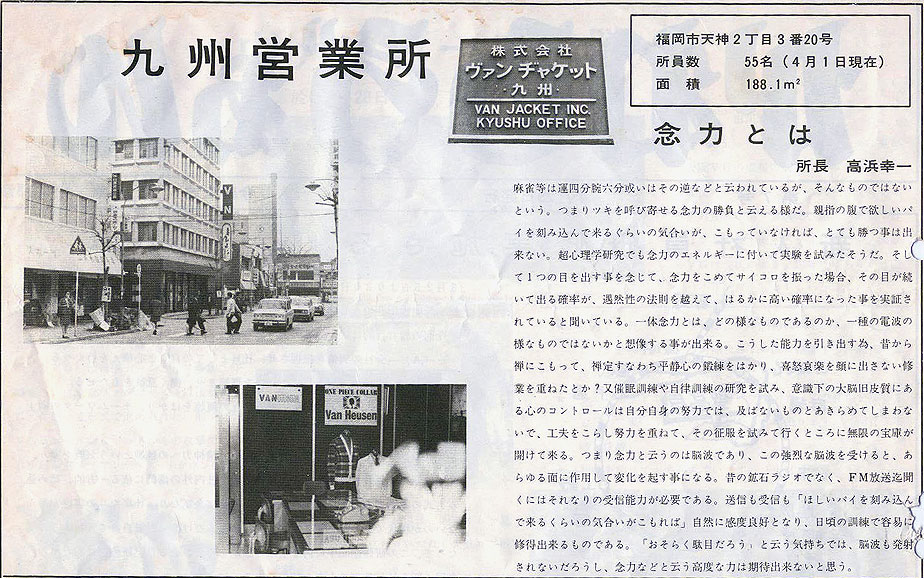 九州営業所
株式会社
ヴァンヂャケット
・九州・
VAN JACKET INC.
KYUSHU OFFICE
福岡市天神2丁目3番20号
所員数 55名(4月1日現在)
面積 188.1m²
念力とは
所長 高浜幸一
麻雀等は運四分腕六分或いはその逆などと云われているが、そんなものではない
という。つまりツキを呼び寄せる念力の勝負と云える様だ。親指の腹で欲しいパ
イを刻み込んで来るぐらいの気合いが、こもっていなければ、とても勝つ事は出
来ない。超心理学研究でも念力のエネルギーに付いて実験を試みたそうだ。そし
て1つの目を出す事を念じて、念力をこめてサイコロを振った場合、その目が続
いて出る確率が、遇然性の法則を越えて、はるかに高い確率になった事を実証さ
れていると聞いている。一体念力とは、どの様なものであるのか、一種の電波の
様なものではないかと想像する事が出来る。こうした能力を引き出す為、昔から
禅にこもって、禅定すなわち平静心の鍛練をはかり、喜怒哀楽を顔に出さない修
業を重ねたとか?又催眠訓練や自律訓練の研究を試み、意識下の大脳旧皮質にあ
る心のコントロールは自分自身の努力では、及ばないものとあきらめてしまわな
いで、工夫をこらし努力を重ねて、その征服を試みて行くところに無限の宝庫が
開けて来る。つまり念力と云うのは脳波であり、この強烈な脳波を受けると、あ
らゆる面に作用して変化を起す事になる。昔の鉱石ラジオでなく、FM放送迄聞
くにはそれなりの受信能力が必要である。送信も受信も「ほしいパイを刻み込ん
で来るくらいの気合いがこもれば」自然に感度良好となり、日頃の訓練で容易に
修得出来るものである。「おそらく駄目だろう」と云う気持ちでは、脳波も発射
されないだろうし、念力などと云う高度な力は期待出来ないと思う。
VAN
VAN
ONE PIECE COLLAR
Van Heusen